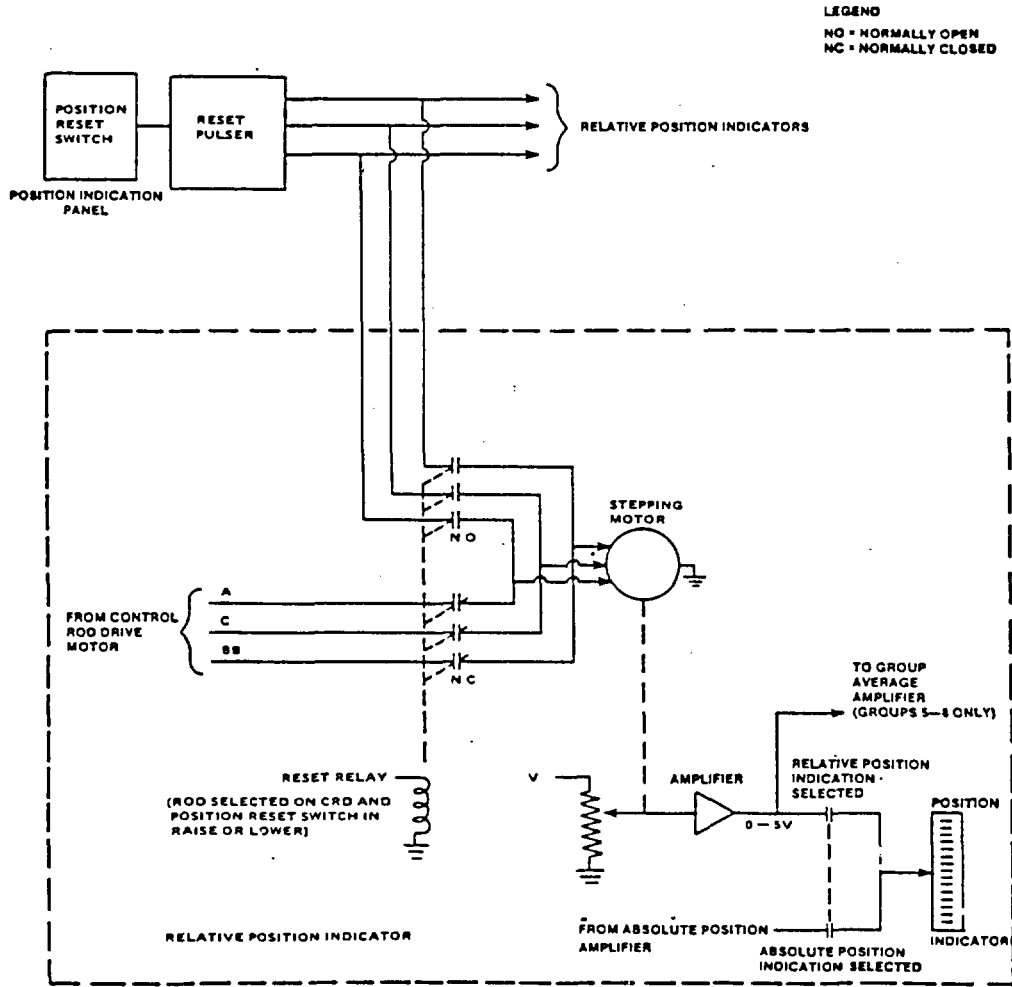 LEGEND
NO = NORMALLY OPEN
NC = NORMALLY CLOSED
POSITION
RESET
SWITCH
RESET
PULSER
RELATIVE POSITION INDICATORS
POSITION INDICATION
PANEL
STEPPING
MOTOR
NO
A
FROM CONTROL
ROD DRIVE
MOTOR
C
BB
NC
TO GROUP
AVERAGE
AMPLIFIER
(GROUPS 5-8 ONLY)
RESET RELAY
(ROD SELECTED ON CRD AND
POSITION RESET SWITCH IN
RAISE OR LOWER)
V
AMPLIFIER
0-5V
RELATIVE POSITION
INDICATION
SELECTED
POSITION
INDICATOR
FROM ABSOLUTE POSITION
AMPLIFIER
ABSOLUTE POSITION
INDICATION SELECTED
RELATIVE POSITION INDICATOR